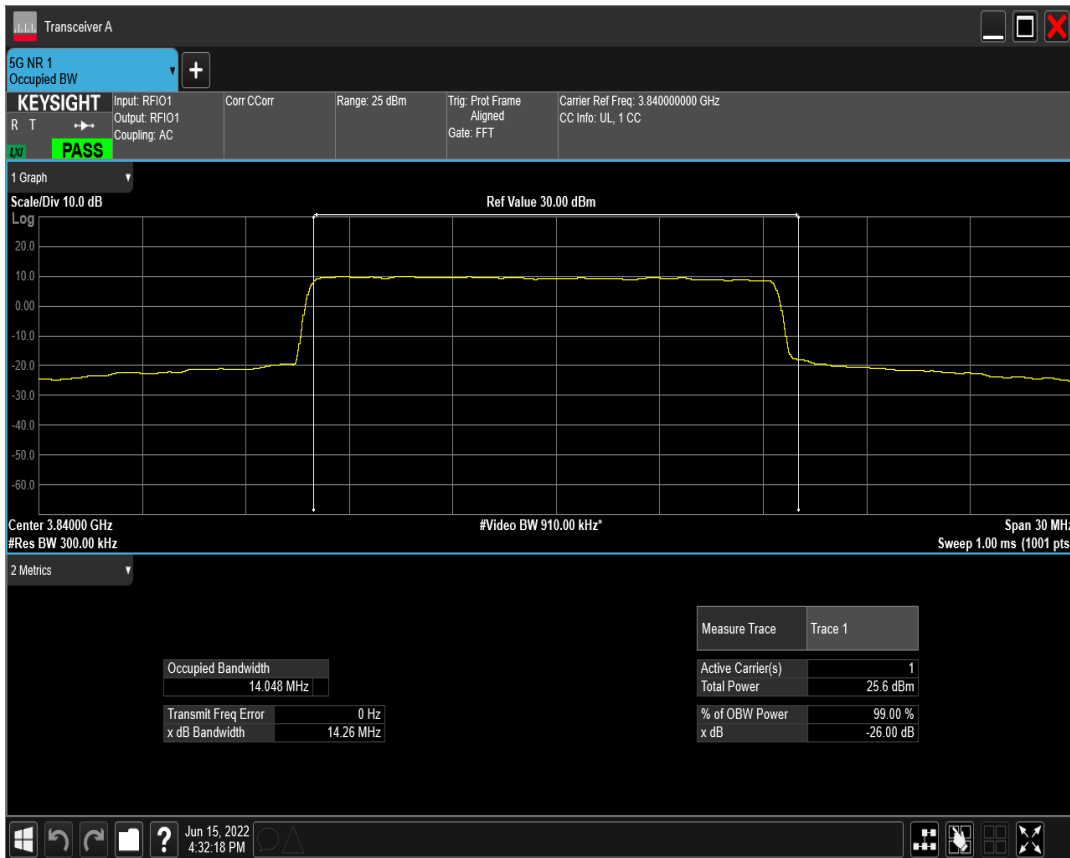 Transceiver A
5G NR 1
Occupied BW
+
KEYSIGHT
R T
LXI
PASS
Input: RFIO1
Output: RFIO1
Coupling: AC
Corr CCorr
Range: 25 dBm
Trig: Prot Frame
Aligned
Gate: FFT
Carrier Ref Freq: 3.840000000 GHz
CC Info: UL, 1 CC
1 Graph
Scale/Div 10.0 dB
Ref Value 30.00 dBm
Log
20.0
10.0
0.00
-10.0
-20.0
-30.0
-40.0
-50.0
-60.0
Center 3.84000 GHz
#Video BW 910.00 kHz*
Span 30 MHz
#Res BW 300.00 kHz
Sweep 1.00 ms (1001 pts
2 Metrics
Measure Trace Trace 1
Occupied Bandwidth
14.048 MHz
Active Carrier(s) 1
Total Power 25.6 dBm
Transmit Freq Error 0 Hz
x dB Bandwidth 14.26 MHz
% of OBW Power 99.00 %
x dB -26.00 dB
?
Jun 15, 2022
4:32:18 PM